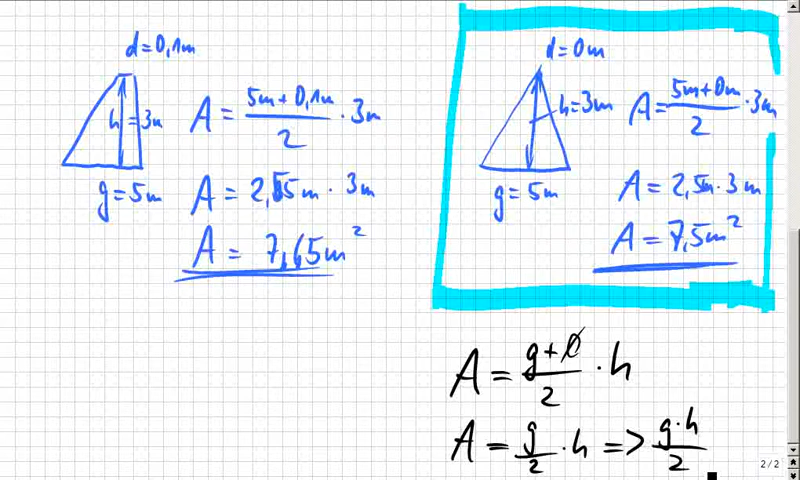 d=0,1m
h=3m
g=5m
A = (5m+0,1m)/2 · 3m
A = 2,55m · 3m
A = 7,65m²
d=0m
h=3m
g=5m
A = (5m+0m)/2 · 3m
A = 2,5m · 3m
A = 7,5m²
A = (g+0)/2 · h
A = g/2 · h => g·h/2
2/2